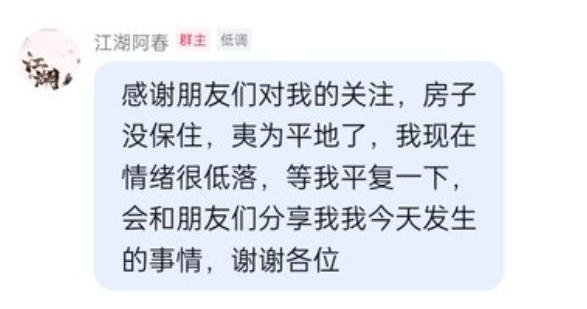 江湖
江湖阿春 群主 低调
感谢朋友们对我的关注，房子
没保住，夷为平地了，我现在
情绪很低落，等我平复一下，
会和朋友们分享我我今天发生
的事情，谢谢各位